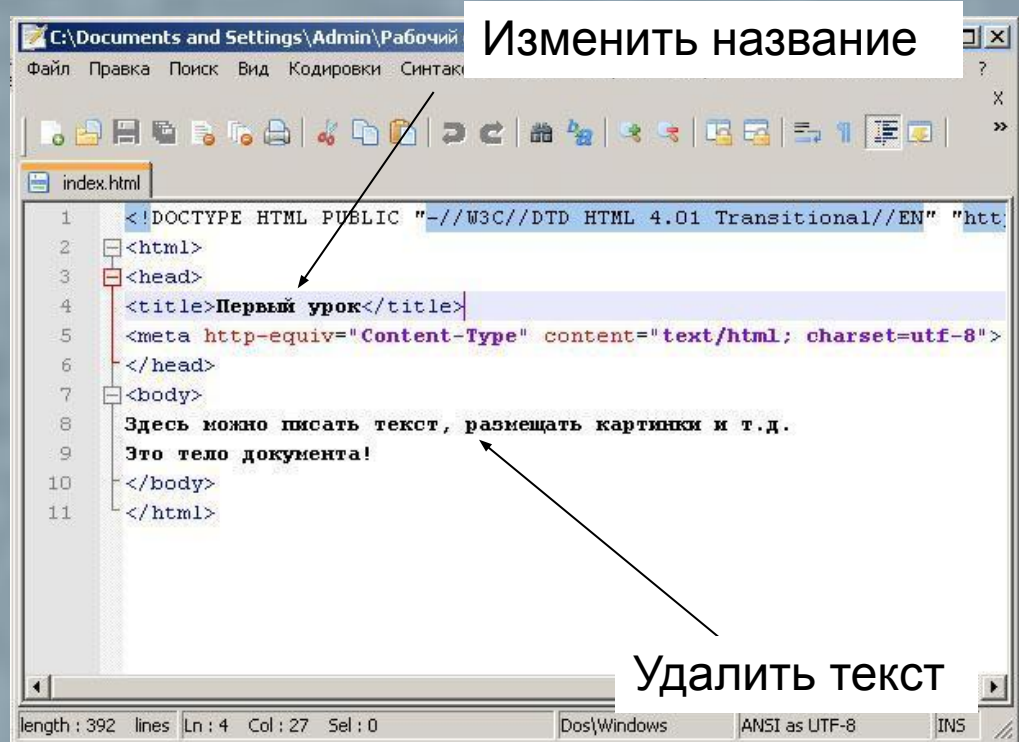 C:\Documents and Settings\Admin\Рабочий
Изменить название
Файл Правка Поиск Вид Кодировки ?
X
»
index.html
1 <!DOCTYPE HTML PUBLIC "-//W3C//DTD HTML 4.01 Transitional//EN" "htt
2 <html>
3 <head>
4 <title>Первый урок</title>
5 <meta http-equiv="Content-Type" content="text/html; charset=utf-8">
6 </head>
7 <body>
8 Здесь можно писать текст, размещать картинки и т.д.
9 Это тело документа!
10 </body>
11 </html>
Удалить текст
length : 392 lines Ln : 4 Col : 27 Sel : 0 Dos\Windows ANSI as UTF-8 INS